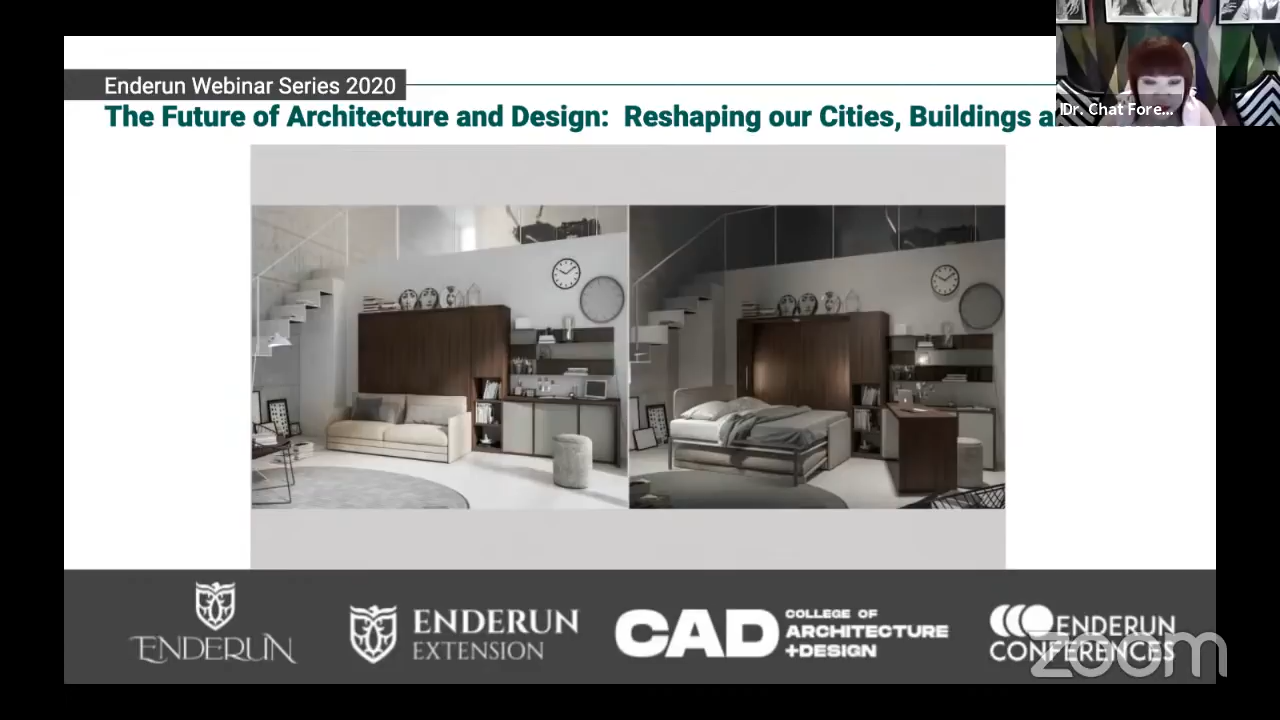 Enderun Webinar Series 2020
The Future of Architecture and Design: Reshaping our Cities, Buildings a
Dr. Chat Fore...
ENDERUN
ENDERUN
EXTENSION
CAD
COLLEGE OF
ARCHITECTURE
+DESIGN
ENDERUN
CONFERENCES
zoom